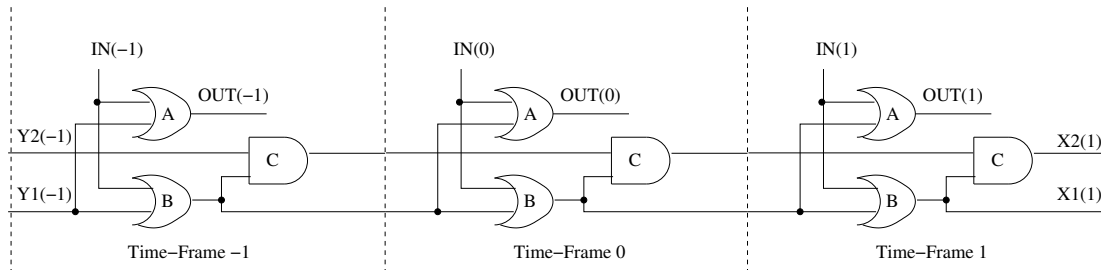 IN(−1)
IN(0)
IN(1)
OUT(−1)
OUT(0)
OUT(1)
A
A
A
Y2(−1)
X2(1)
C
C
C
Y1(−1)
X1(1)
B
B
B
Time−Frame −1
Time−Frame 0
Time−Frame 1